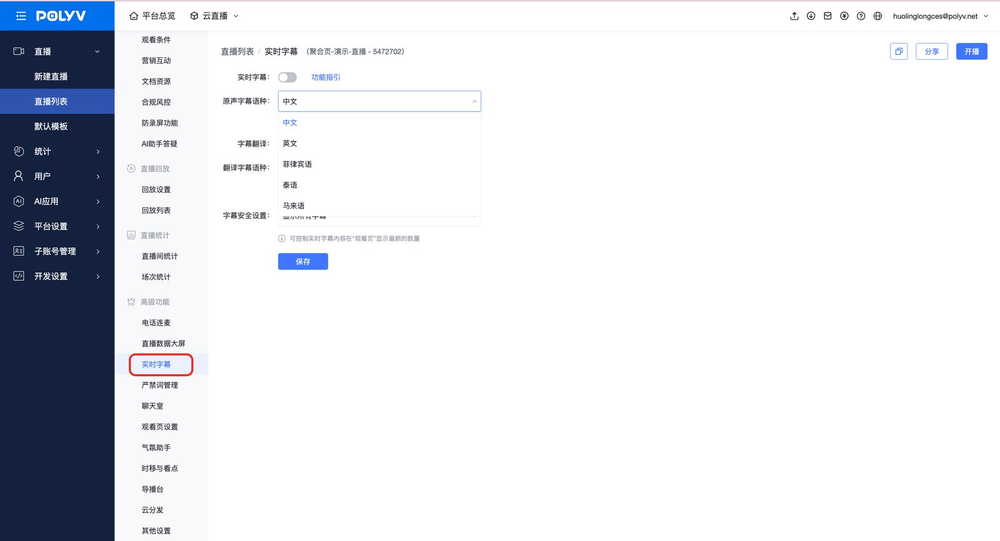 POLYV
平台总览
云直播
huolinglongces@polyv.net
直播
新建直播
直播列表
默认模板
统计
用户
AI应用
平台设置
子账号管理
开发设置
观看条件
营销互动
文档资源
合规风控
防录屏功能
AI助手答疑
直播回放
回放设置
回放列表
直播统计
直播间统计
场次统计
高级功能
电话连麦
直播数据大屏
实时字幕
严禁词管理
聊天室
观看页设置
气氛助手
时移与看点
导播台
云分发
其他设置
直播列表 / 实时字幕 (聚合页-演示-直播 - 5472702)
分享
开播
实时字幕: 功能指引
原声字幕语种: 中文
中文
字幕翻译: 英文
翻译字幕语种: 菲律宾语
泰语
马来语
字幕安全设置: 显示所有字幕
可控制实时字幕内容在“观看页”显示最新的数量
保存